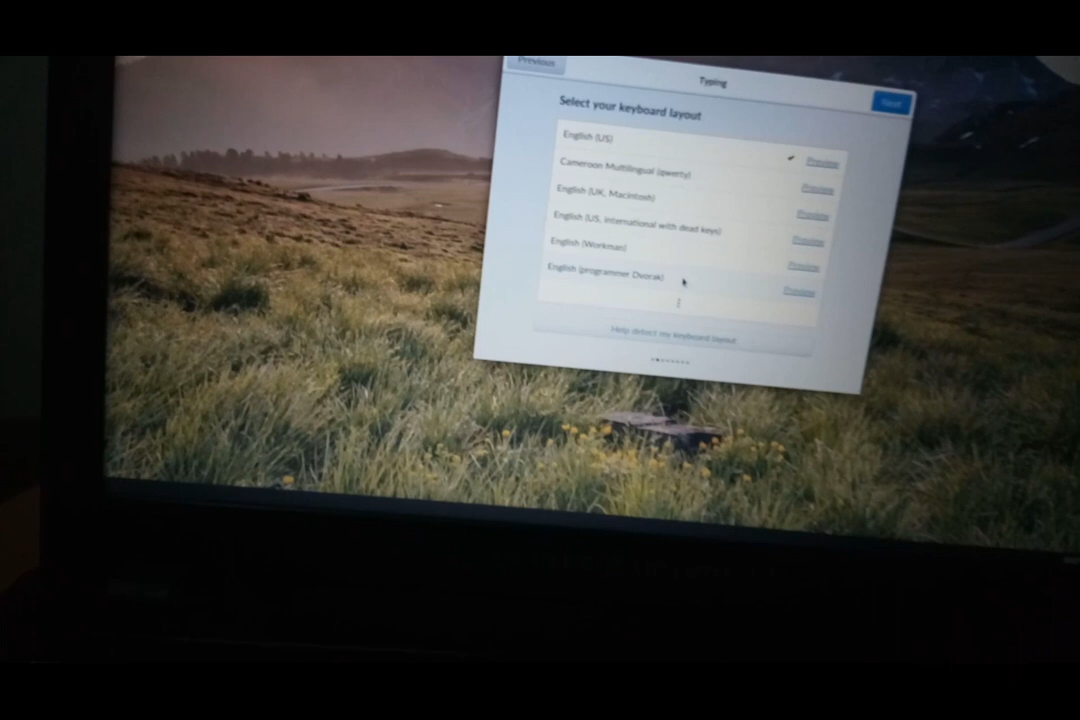 Previous
Typing
Next
Select your keyboard layout
English (US)
Preview
Cameroon Multilingual (qwerty)
Preview
English (UK, Macintosh)
Preview
English (US, international with dead keys)
Preview
English (Workman)
Preview
English (programmer Dvorak)
Preview
Help detect my keyboard layout